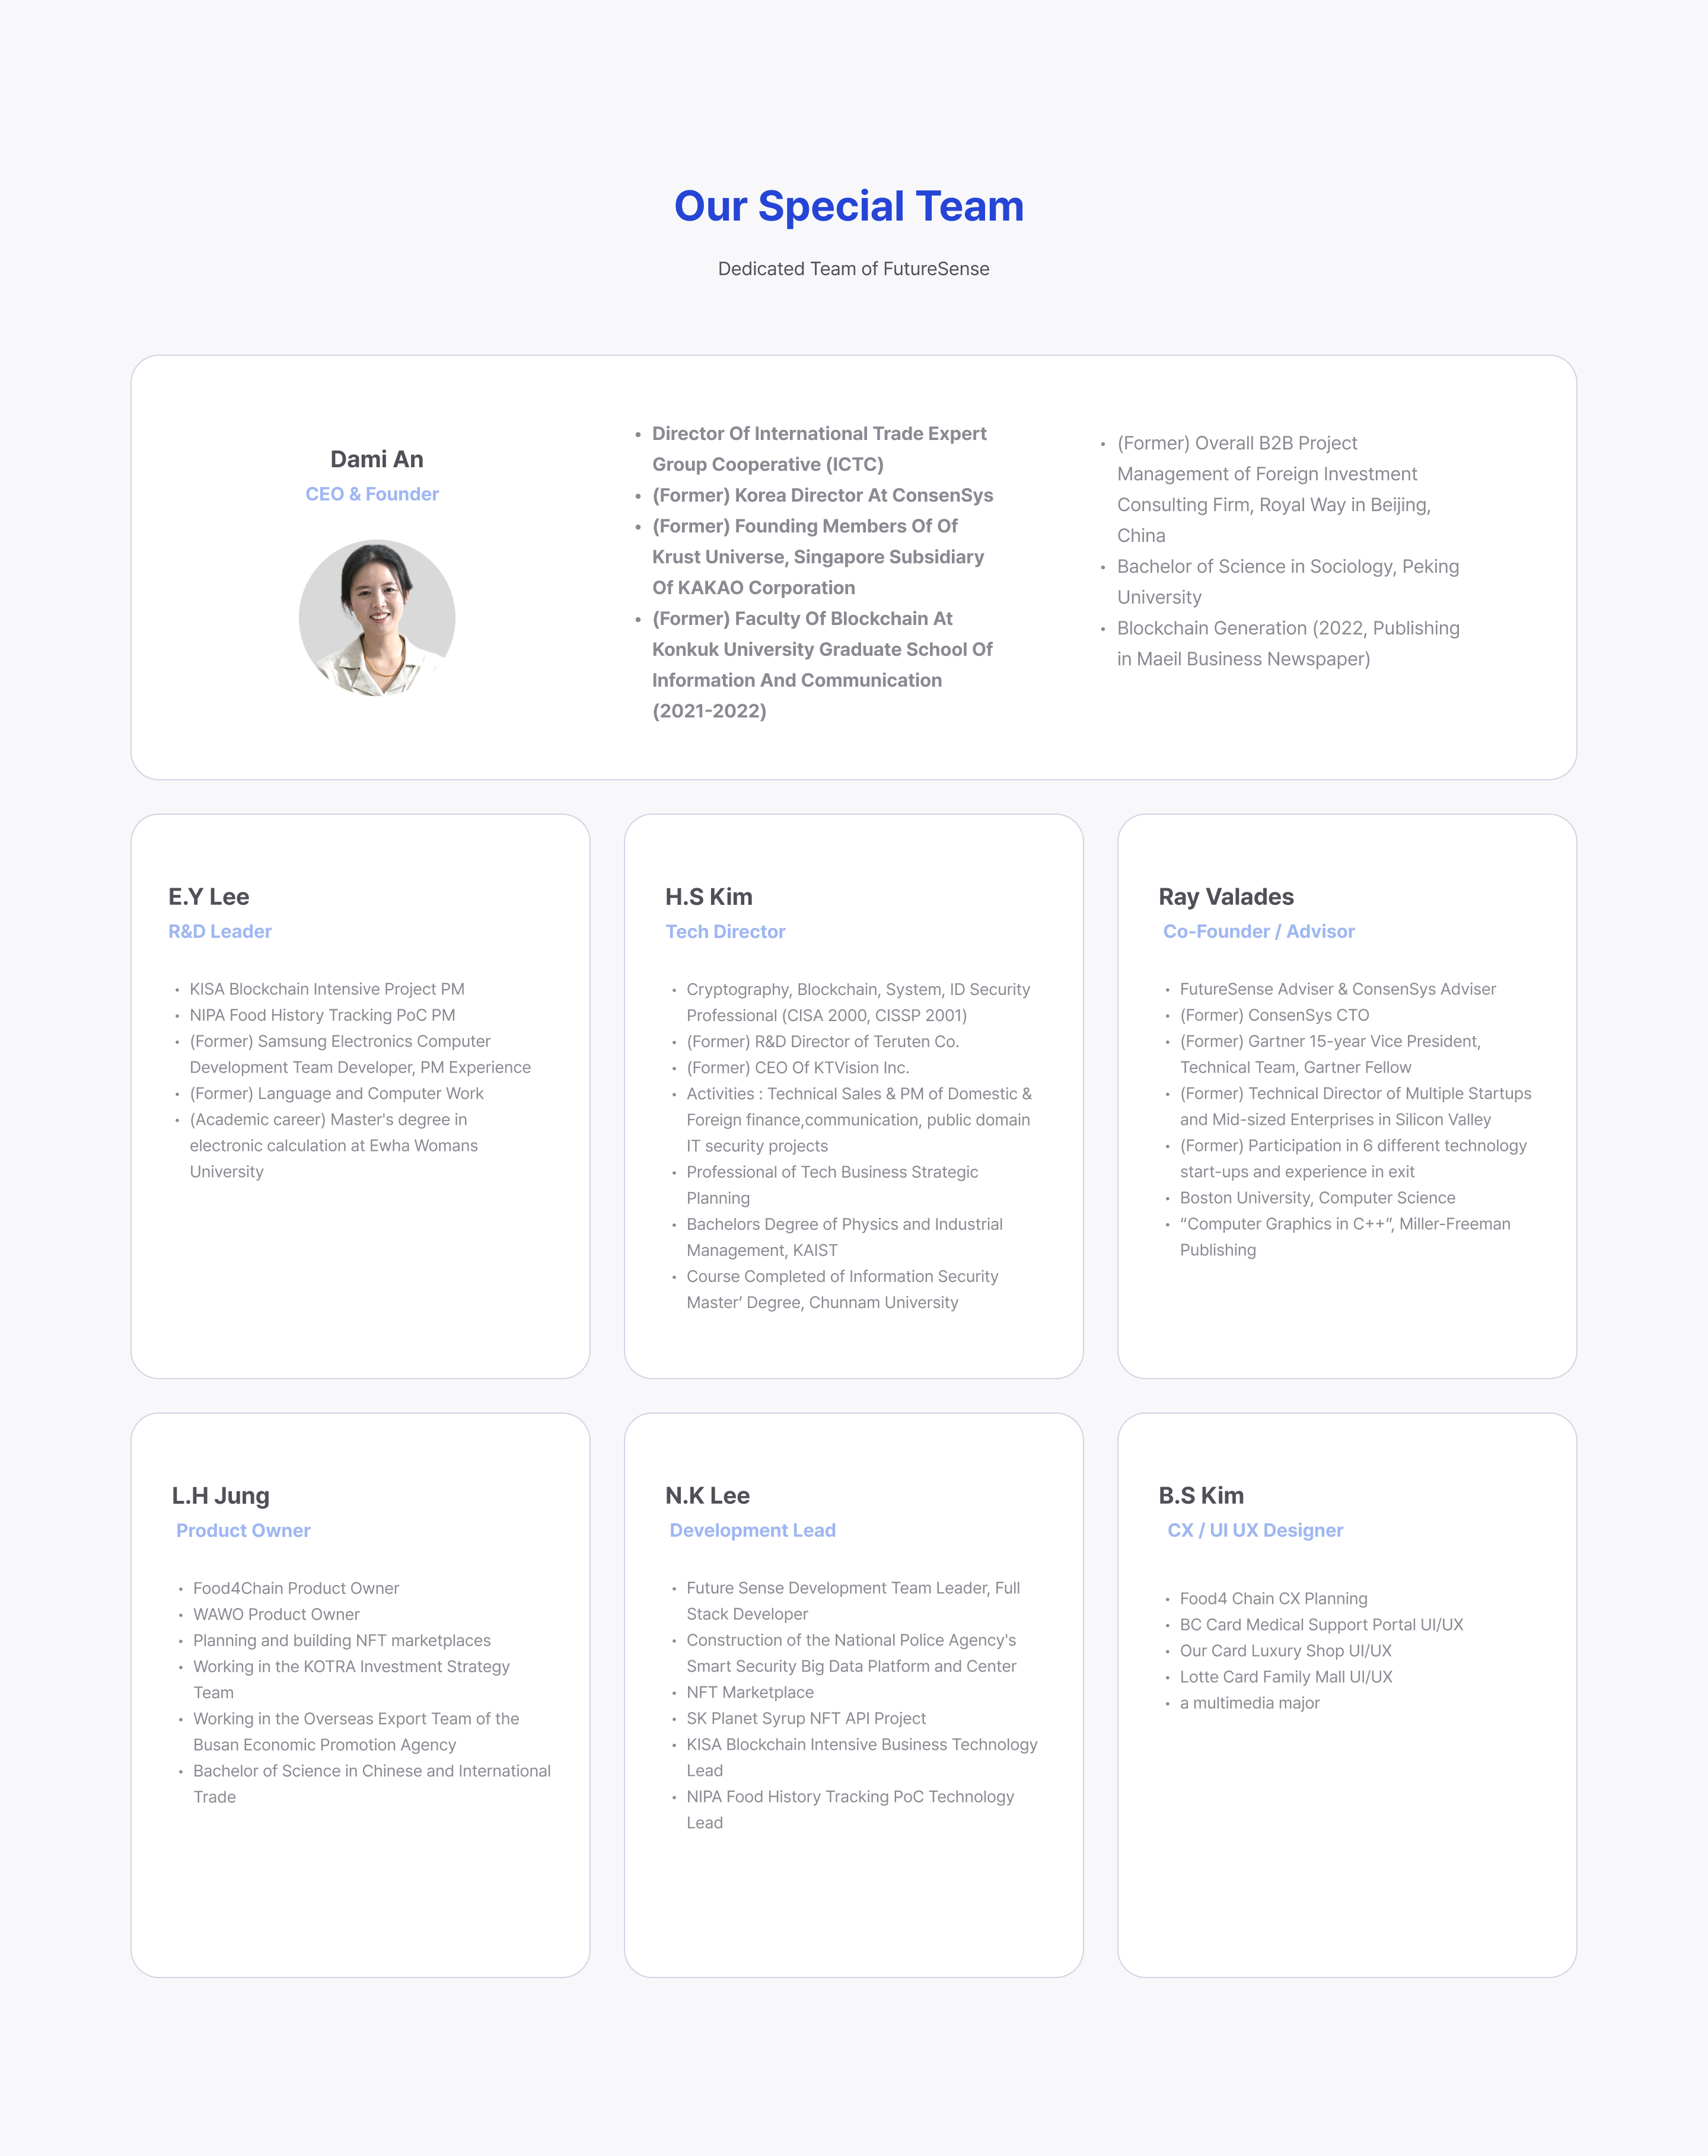 Our Special Team
Dedicated Team of FutureSense
Dami An
CEO & Founder
• Director Of International Trade Expert
Group Cooperative (ICTC)
• (Former) Korea Director At ConsenSys
• (Former) Founding Members Of Of
Krust Universe, Singapore Subsidiary
Of KAKAO Corporation
• (Former) Faculty Of Blockchain At
Konkuk University Graduate School Of
Information And Communication
(2021-2022)
• (Former) Overall B2B Project
Management of Foreign Investment
Consulting Firm, Royal Way in Beijing,
China
• Bachelor of Science in Sociology, Peking
University
• Blockchain Generation (2022, Publishing
in Maeil Business Newspaper)
E.Y Lee
R&D Leader
• KISA Blockchain Intensive Project PM
• NIPA Food History Tracking PoC PM
• (Former) Samsung Electronics Computer
Development Team Developer, PM Experience
• (Former) Language and Computer Work
• (Academic career) Master's degree in
electronic calculation at Ewha Womans
University
H.S Kim
Tech Director
• Cryptography, Blockchain, System, ID Security
Professional (CISA 2000, CISSP 2001)
• (Former) R&D Director of Teruten Co.
• (Former) CEO Of KTVision Inc.
• Activities : Technical Sales & PM of Domestic &
Foreign finance,communication, public domain
IT security projects
• Professional of Tech Business Strategic
Planning
• Bachelors Degree of Physics and Industrial
Management, KAIST
• Course Completed of Information Security
Master’ Degree, Chunnam University
Ray Valades
Co-Founder / Advisor
• FutureSense Adviser & ConsenSys Adviser
• (Former) ConsenSys CTO
• (Former) Gartner 15-year Vice President,
Technical Team, Gartner Fellow
• (Former) Technical Director of Multiple Startups
and Mid-sized Enterprises in Silicon Valley
• (Former) Participation in 6 different technology
start-ups and experience in exit
• Boston University, Computer Science
• “Computer Graphics in C++”, Miller-Freeman
Publishing
L.H Jung
Product Owner
• Food4Chain Product Owner
• WAWO Product Owner
• Planning and building NFT marketplaces
• Working in the KOTRA Investment Strategy
Team
• Working in the Overseas Export Team of the
Busan Economic Promotion Agency
• Bachelor of Science in Chinese and International
Trade
N.K Lee
Development Lead
• Future Sense Development Team Leader, Full
Stack Developer
• Construction of the National Police Agency's
Smart Security Big Data Platform and Center
• NFT Marketplace
• SK Planet Syrup NFT API Project
• KISA Blockchain Intensive Business Technology
Lead
• NIPA Food History Tracking PoC Technology
Lead
B.S Kim
CX / UI UX Designer
• Food4 Chain CX Planning
• BC Card Medical Support Portal UI/UX
• Our Card Luxury Shop UI/UX
• Lotte Card Family Mall UI/UX
• a multimedia major